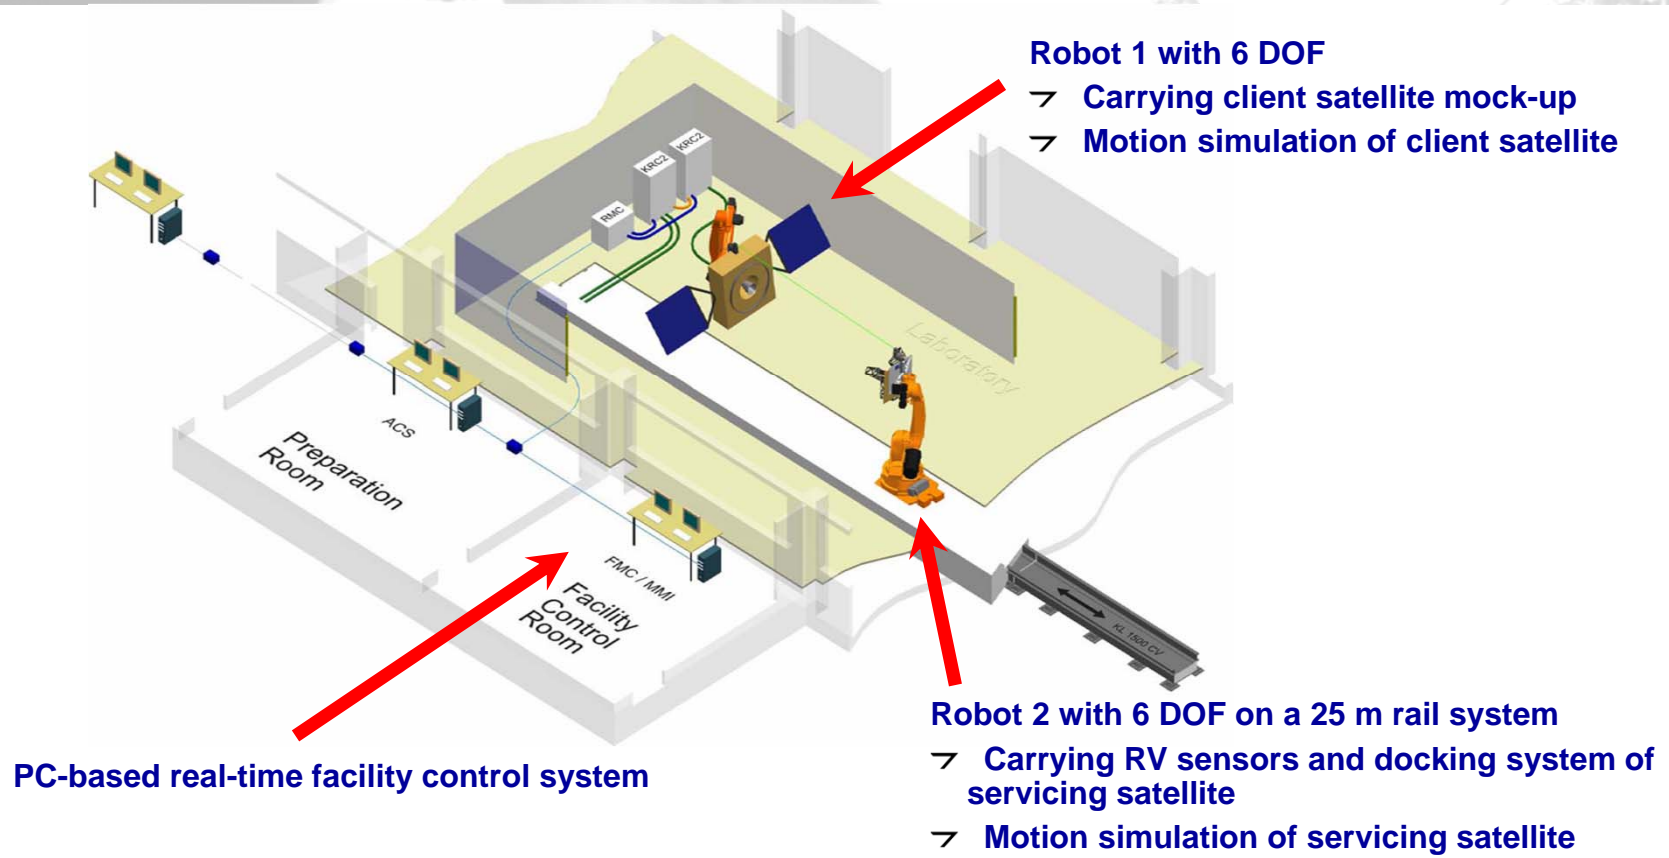 Robot 1 with 6 DOF
Carrying client satellite mock-up
Motion simulation of client satellite
KRC2
KRC2
RMC
Laboratory
ACS
Preparation
Room
FMC / MMI
Facility
Control
Room
KL 1500 CV
Robot 2 with 6 DOF on a 25 m rail system
Carrying RV sensors and docking system of
servicing satellite
Motion simulation of servicing satellite
PC-based real-time facility control system